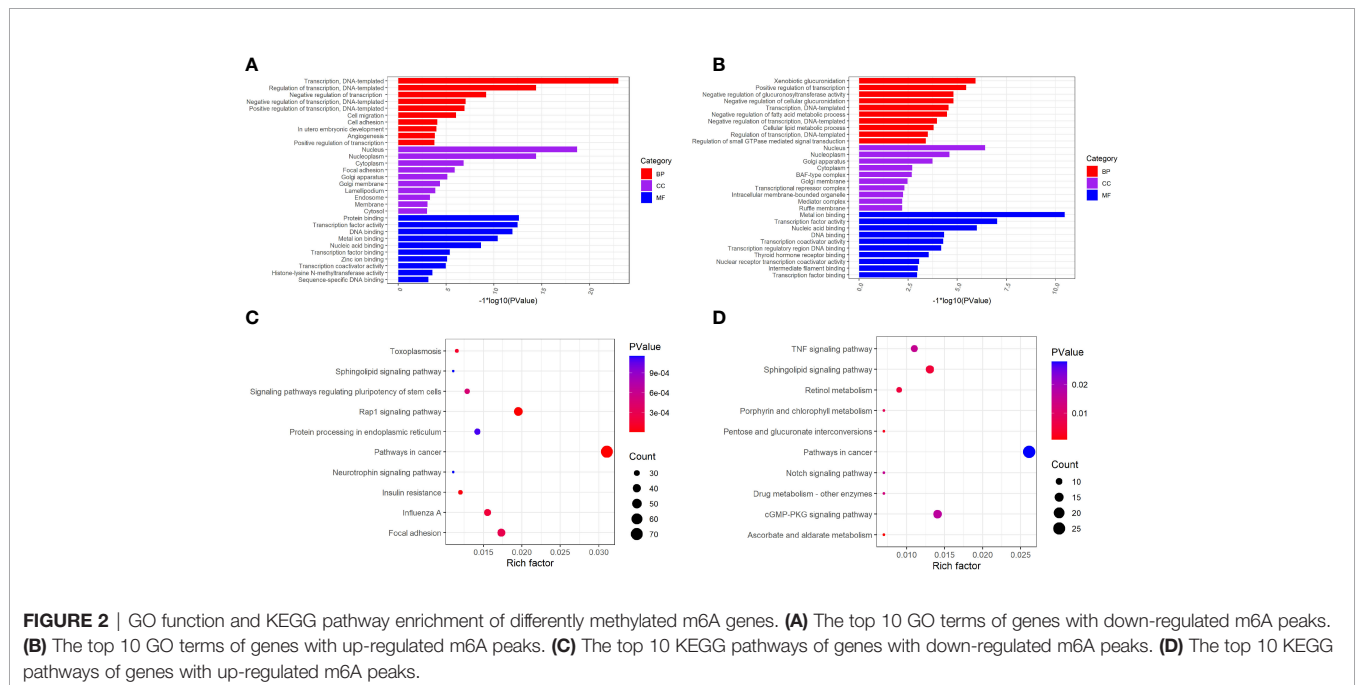 A
Transcription, DNA-templated
Regulation of transcription, DNA-templated
Negative regulation of transcription
Negative regulation of transcription, DNA-templated
Positive regulation of transcription, DNA-templated
Cell migration
Cell adhesion
In utero embryonic development
Angiogenesis
Positive regulation of transcription
Nucleus
Nucleoplasm
Cytoplasm
Focal adhesion
Golgi apparatus
Golgi membrane
Lamellipodium
Endosome
Membrane
Cytosol
Protein binding
Transcription factor activity
DNA binding
Metal ion binding
Nucleic acid binding
Transcription factor binding
Zinc ion binding
Transcription coactivator activity
Histone-lysine N-methyltransferase activity
Sequence-specific DNA binding
0 5 10 15 20
-1*log10(PValue)
Category
BP
CC
MF
B
Xenobiotic glucuronidation
Positive regulation of transcription
Negative regulation of glucuronosyltransferase activity
Negative regulation of cellular glucuronidation
Transcription, DNA-templated
Negative regulation of fatty acid metabolic process
Negative regulation of transcription, DNA-templated
Cellular lipid metabolic process
Regulation of transcription, DNA-templated
Regulation of small GTPase mediated signal transduction
Nucleus
Nucleoplasm
Golgi apparatus
Cytoplasm
BAF-type complex
Golgi membrane
Transcriptional repressor complex
Intracellular membrane-bounded organelle
Mediator complex
Ruffle membrane
Metal ion binding
Transcription factor activity
Nucleic acid binding
DNA binding
Transcription coactivator activity
Transcription regulatory region DNA binding
Thyroid hormone receptor binding
Nuclear receptor transcription coactivator activity
Intermediate filament binding
Transcription factor binding
0.0 2.5 5.0 7.5 10.0
-1*log10(PValue)
Category
BP
CC
MF
C
Toxoplasmosis
Sphingolipid signaling pathway
Signaling pathways regulating pluripotency of stem cells
Rap1 signaling pathway
Protein processing in endoplasmic reticulum
Pathways in cancer
Neurotrophin signaling pathway
Insulin resistance
Influenza A
Focal adhesion
0.015 0.020 0.025 0.030
Rich factor
PValue
9e-04
6e-04
3e-04
Count
30
40
50
60
70
D
TNF signaling pathway
Sphingolipid signaling pathway
Retinol metabolism
Porphyrin and chlorophyll metabolism
Pentose and glucuronate interconversions
Pathways in cancer
Notch signaling pathway
Drug metabolism - other enzymes
cGMP-PKG signaling pathway
Ascorbate and aldarate metabolism
0.010 0.015 0.020 0.025
Rich factor
PValue
0.02
0.01
Count
10
15
20
25
FIGURE 2 | GO function and KEGG pathway enrichment of differently methylated m6A genes. (A) The top 10 GO terms of genes with down-regulated m6A peaks.
(B) The top 10 GO terms of genes with up-regulated m6A peaks. (C) The top 10 KEGG pathways of genes with down-regulated m6A peaks. (D) The top 10 KEGG
pathways of genes with up-regulated m6A peaks.